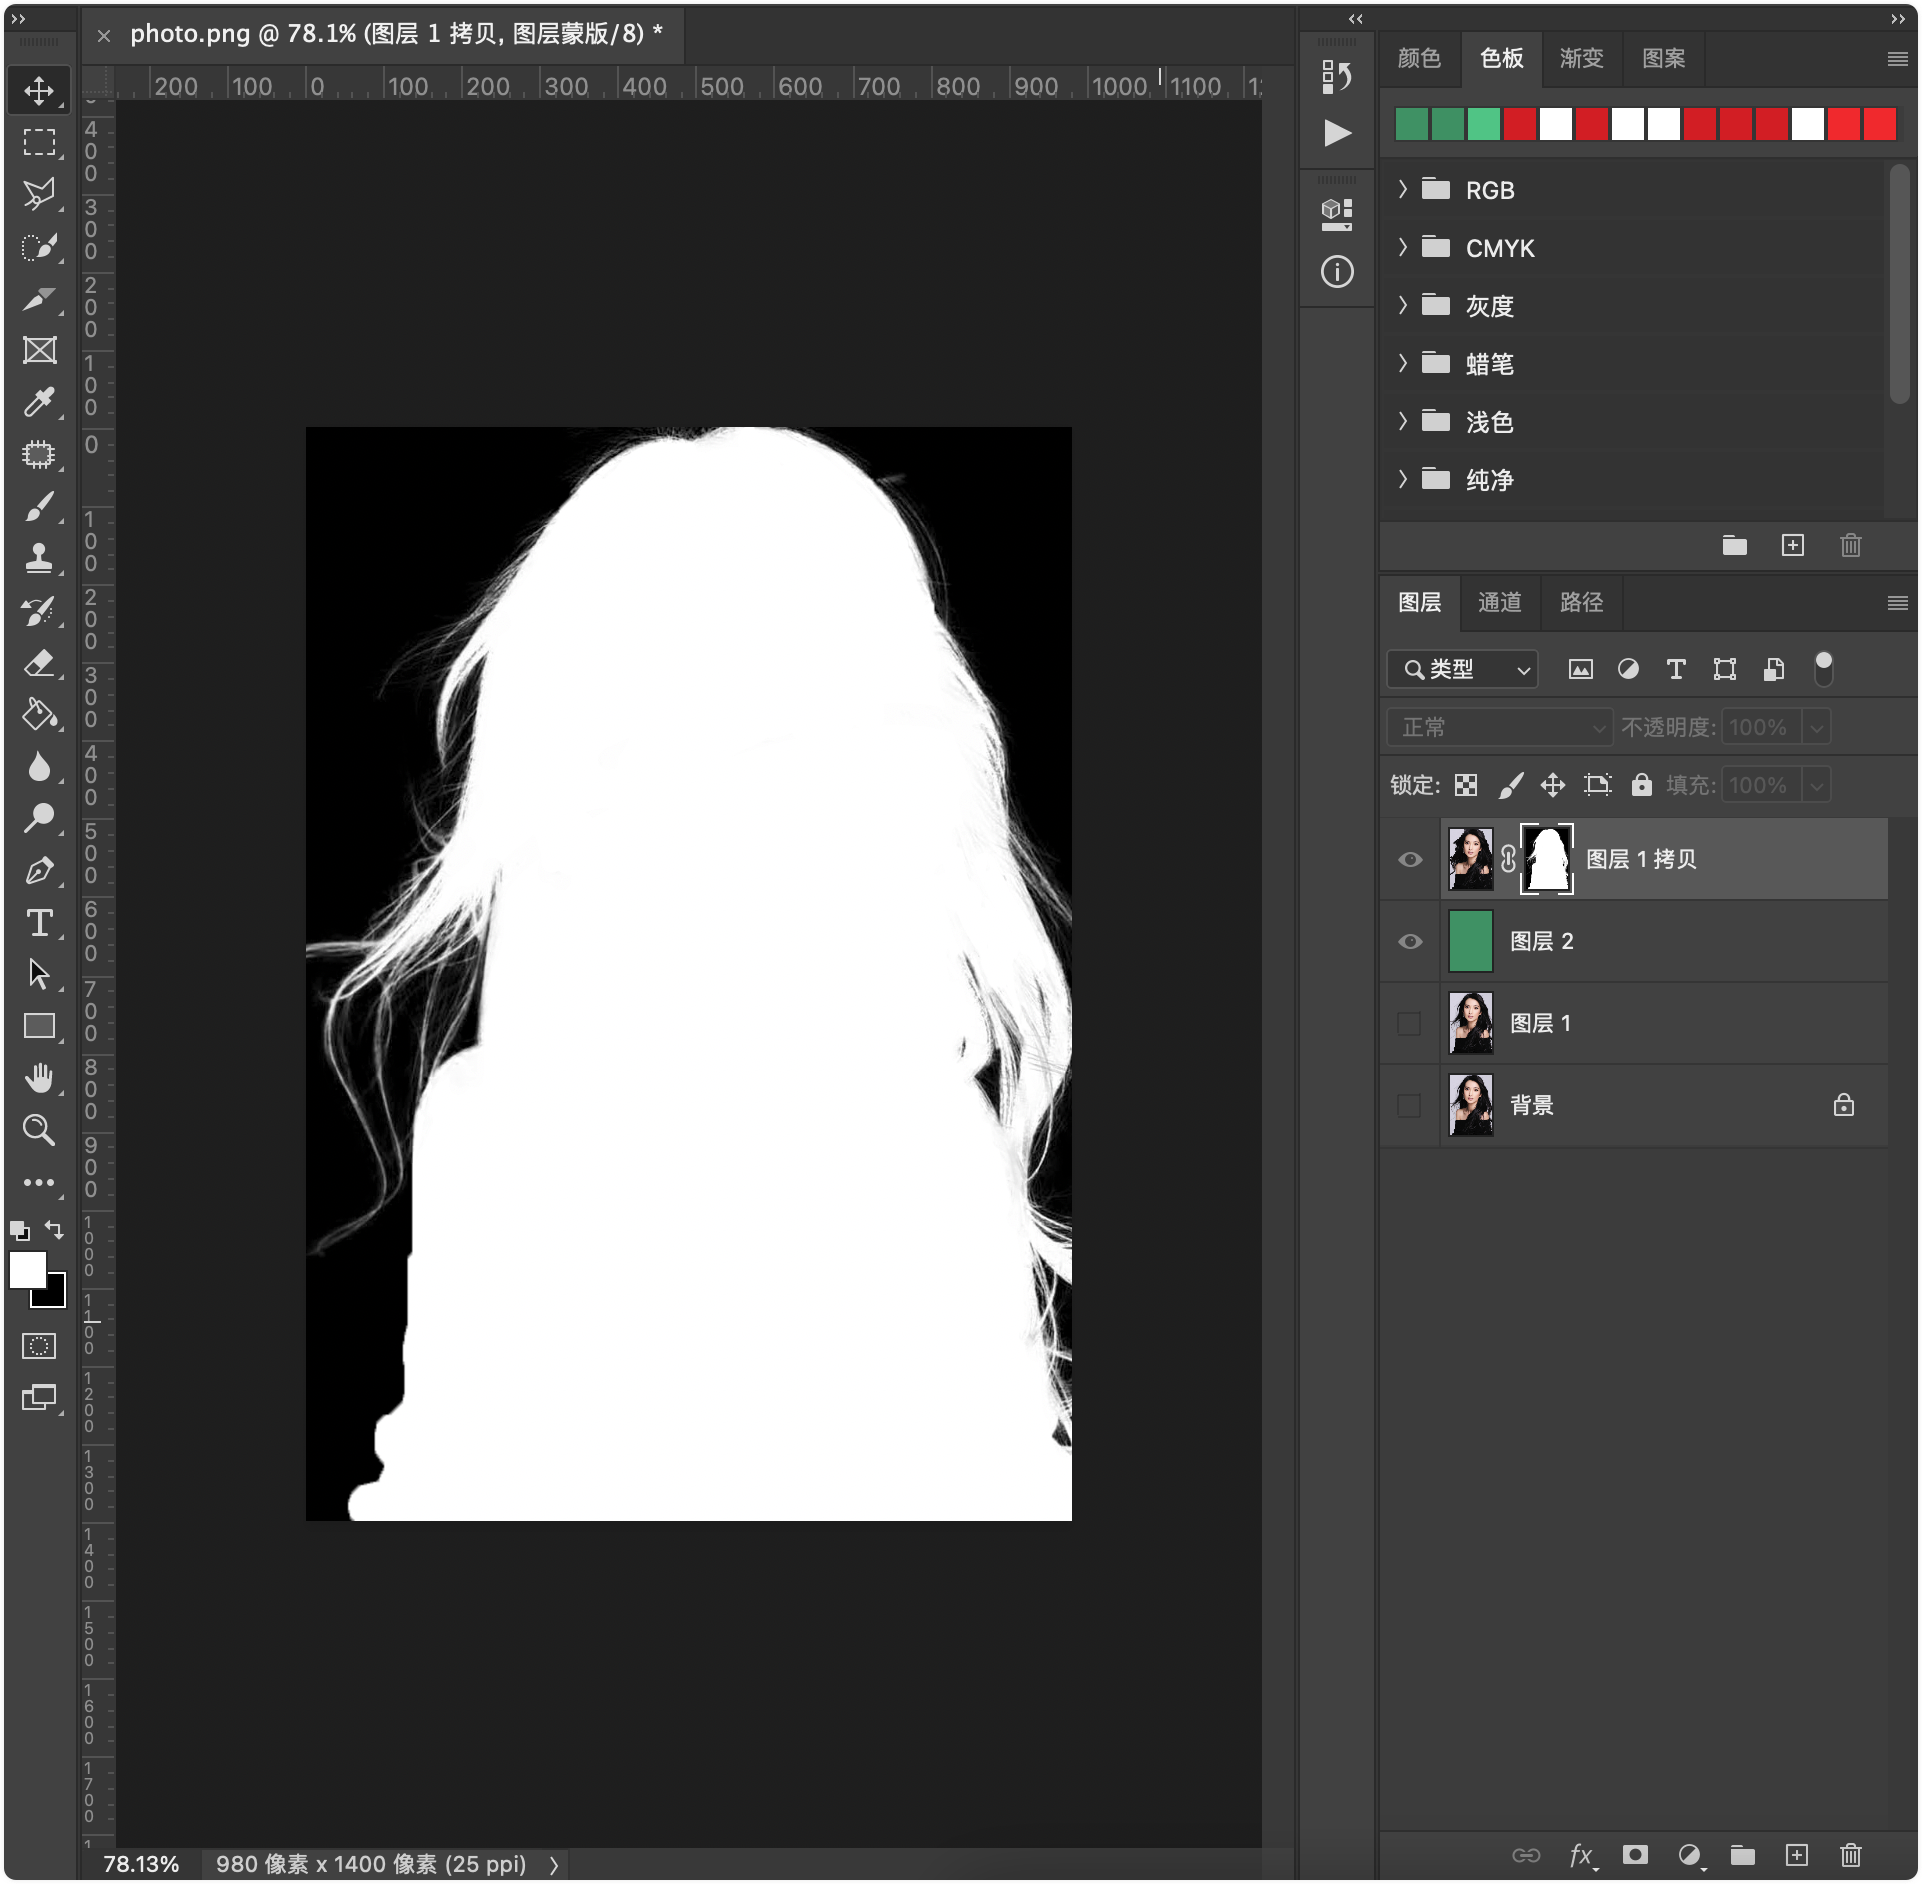 photo.png @ 78.1% (图层 1 拷贝, 图层蒙版/8) *
200 100 0 100 200 300 400 500 600 700 800 900 1000 1100
400
300
200
100
0
100
200
300
400
500
600
700
800
900
1000
1100
1200
1300
1400
1500
1600
1700
78.13% 980 像素 x 1400 像素 (25 ppi)
颜色 色板 渐变 图案
RGB
CMYK
灰度
蜡笔
浅色
纯净
图层 通道 路径
类型
正常 不透明度: 100%
锁定: 填充: 100%
图层 1 拷贝
图层 2
图层 1
背景
fx